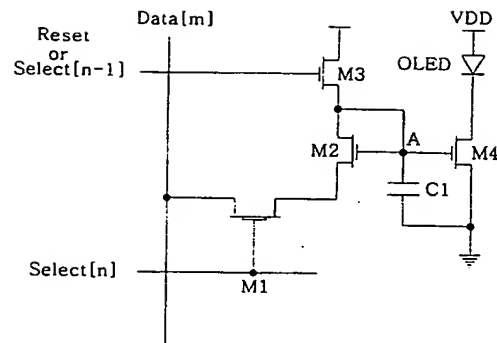 Data[m]
Reset
or
Select[n-1]
VDD
OLED
M3
A
M2
M4
C1
Select[n]
M1